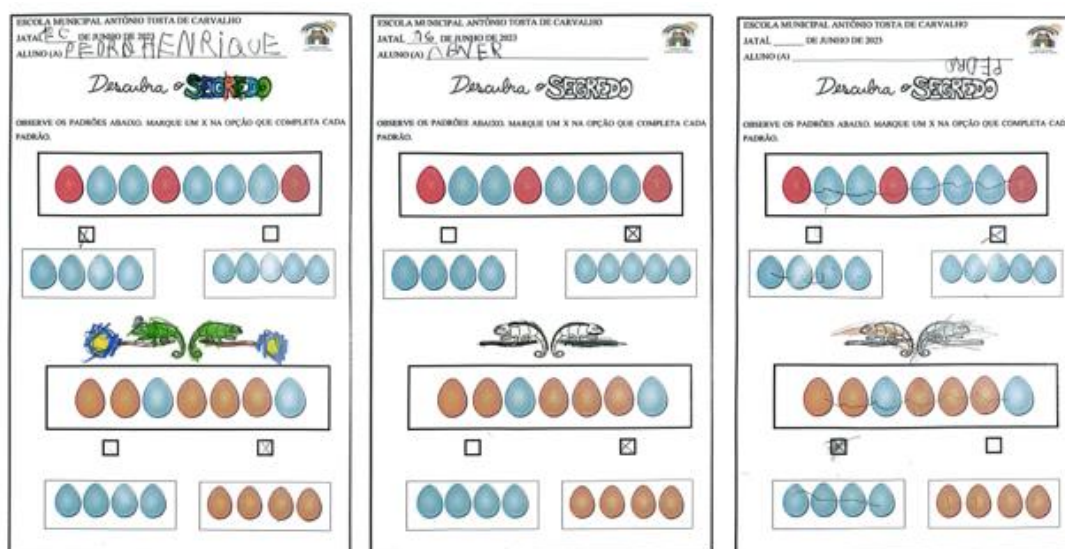 ESCOLA MUNICIPAL ANTÔNIO TOSTA DE CARVALHO
JATAÍ, DE JUNHO DE 2023
ALUNO (A) PEDRO HENRIQUE
Descubra o SEGREDO
OBSERVE OS PADRÕES ABAIXO. MARQUE UM X NA OPÇÃO QUE COMPLETA CADA
PADRÃO.
ESCOLA MUNICIPAL ANTÔNIO TOSTA DE CARVALHO
JATAÍ, 16 DE JUNHO DE 2023
ALUNO (A)
Descubra o SEGREDO
OBSERVE OS PADRÕES ABAIXO. MARQUE UM X NA OPÇÃO QUE COMPLETA CADA
PADRÃO.
ESCOLA MUNICIPAL ANTÔNIO TOSTA DE CARVALHO
JATAÍ, ______ DE JUNHO DE 2023
ALUNO (A) PEDRO
Descubra o SEGREDO
OBSERVE OS PADRÕES ABAIXO. MARQUE UM X NA OPÇÃO QUE COMPLETA CADA
PADRÃO.